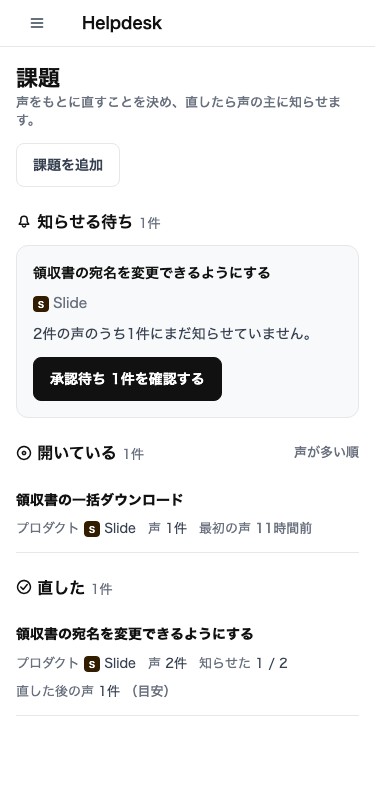 Helpdesk
課題
声をもとに直すことを決め、直したら声の主に知らせま
す。
課題を追加
知らせる待ち 1件
領収書の宛名を変更できるようにする
S Slide
2件の声のうち1件にまだ知らせていません。
承認待ち 1件を確認する
開いている 1件 声が多い順
領収書の一括ダウンロード
プロダクト S Slide 声 1件 最初の声 11時間前
直した 1件
領収書の宛名を変更できるようにする
プロダクト S Slide 声 2件 知らせた 1 / 2
直した後の声 1件 （目安）